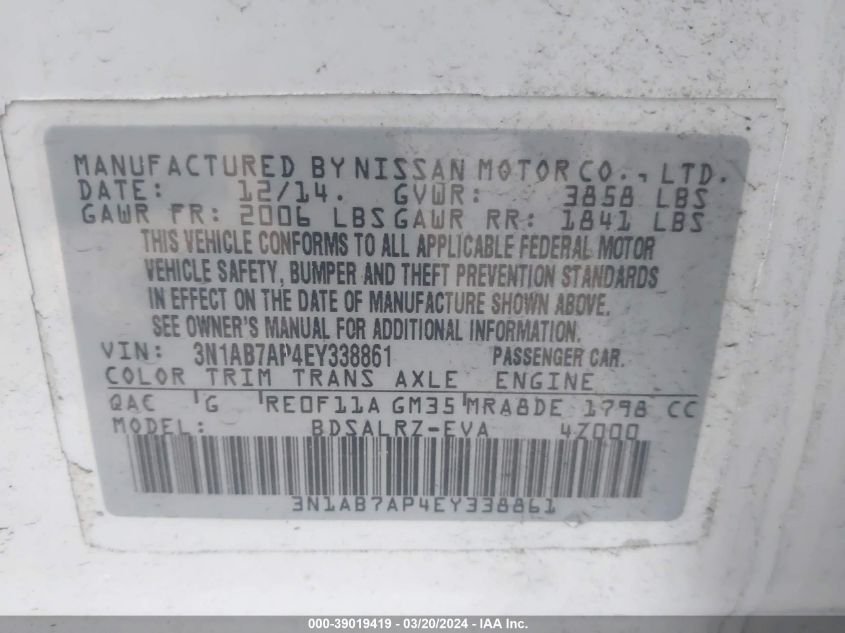 MANUFACTURED BY NISSAN MOTOR CO., LTD.
DATE: 12/14. GVWR: 3858 LBS
GAWR FR: 2006 LBS GAWR RR: 1841 LBS
THIS VEHICLE CONFORMS TO ALL APPLICABLE FEDERAL MOTOR
VEHICLE SAFETY, BUMPER AND THEFT PREVENTION STANDARDS
IN EFFECT ON THE DATE OF MANUFACTURE SHOWN ABOVE.
SEE OWNER'S MANUAL FOR ADDITIONAL INFORMATION.
VIN: 3N1AB7AP4EY338861 PASSENGER CAR.
COLOR TRIM TRANS AXLE ENGINE
QAC G RE0F11A GM35 MRA8DE 1798 CC
MODEL: BDSALRZ-EVA 4Z000
3N1AB7AP4EY338861
000-39019419 - 03/20/2024 - IAA Inc.